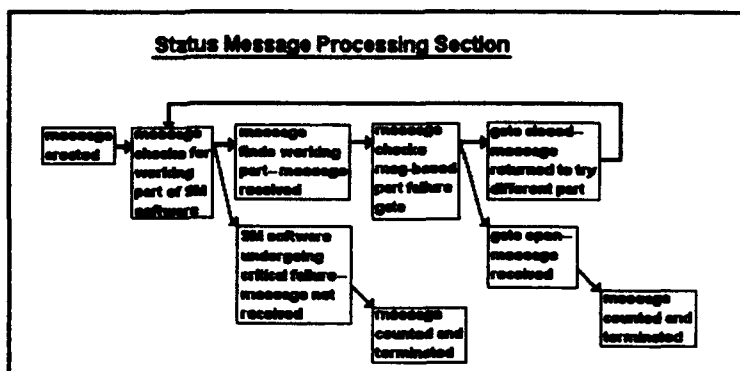 Status Message Processing Section
message
created
message
checks for
working
part of SM
software
message
finds working
part--message
received
message
checks
msg-based
part failure
gate
gate closed--
message
returned to try
different part
SM software
undergoing
critical failure--
message not
received
gate open--
message
received
message
counted and
terminated
message
counted and
terminated